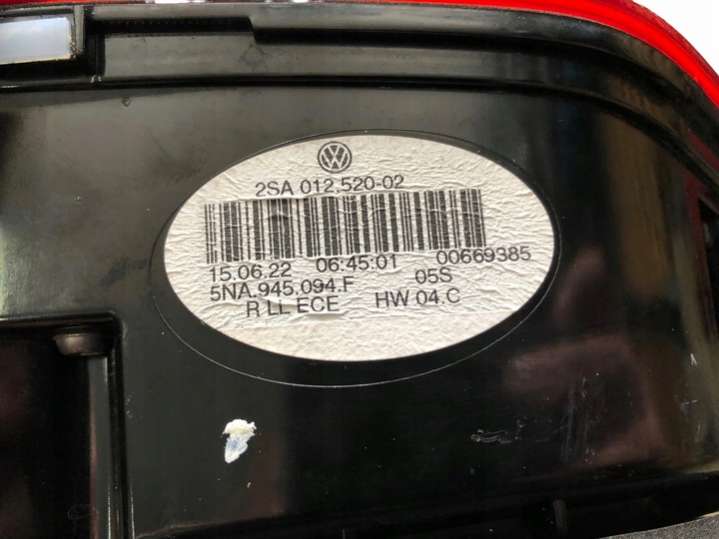 2SA 012.520-02
15.06.22 06:45:01 00669385
5NA.945.094.F 05S
R LL ECE HW 04.C